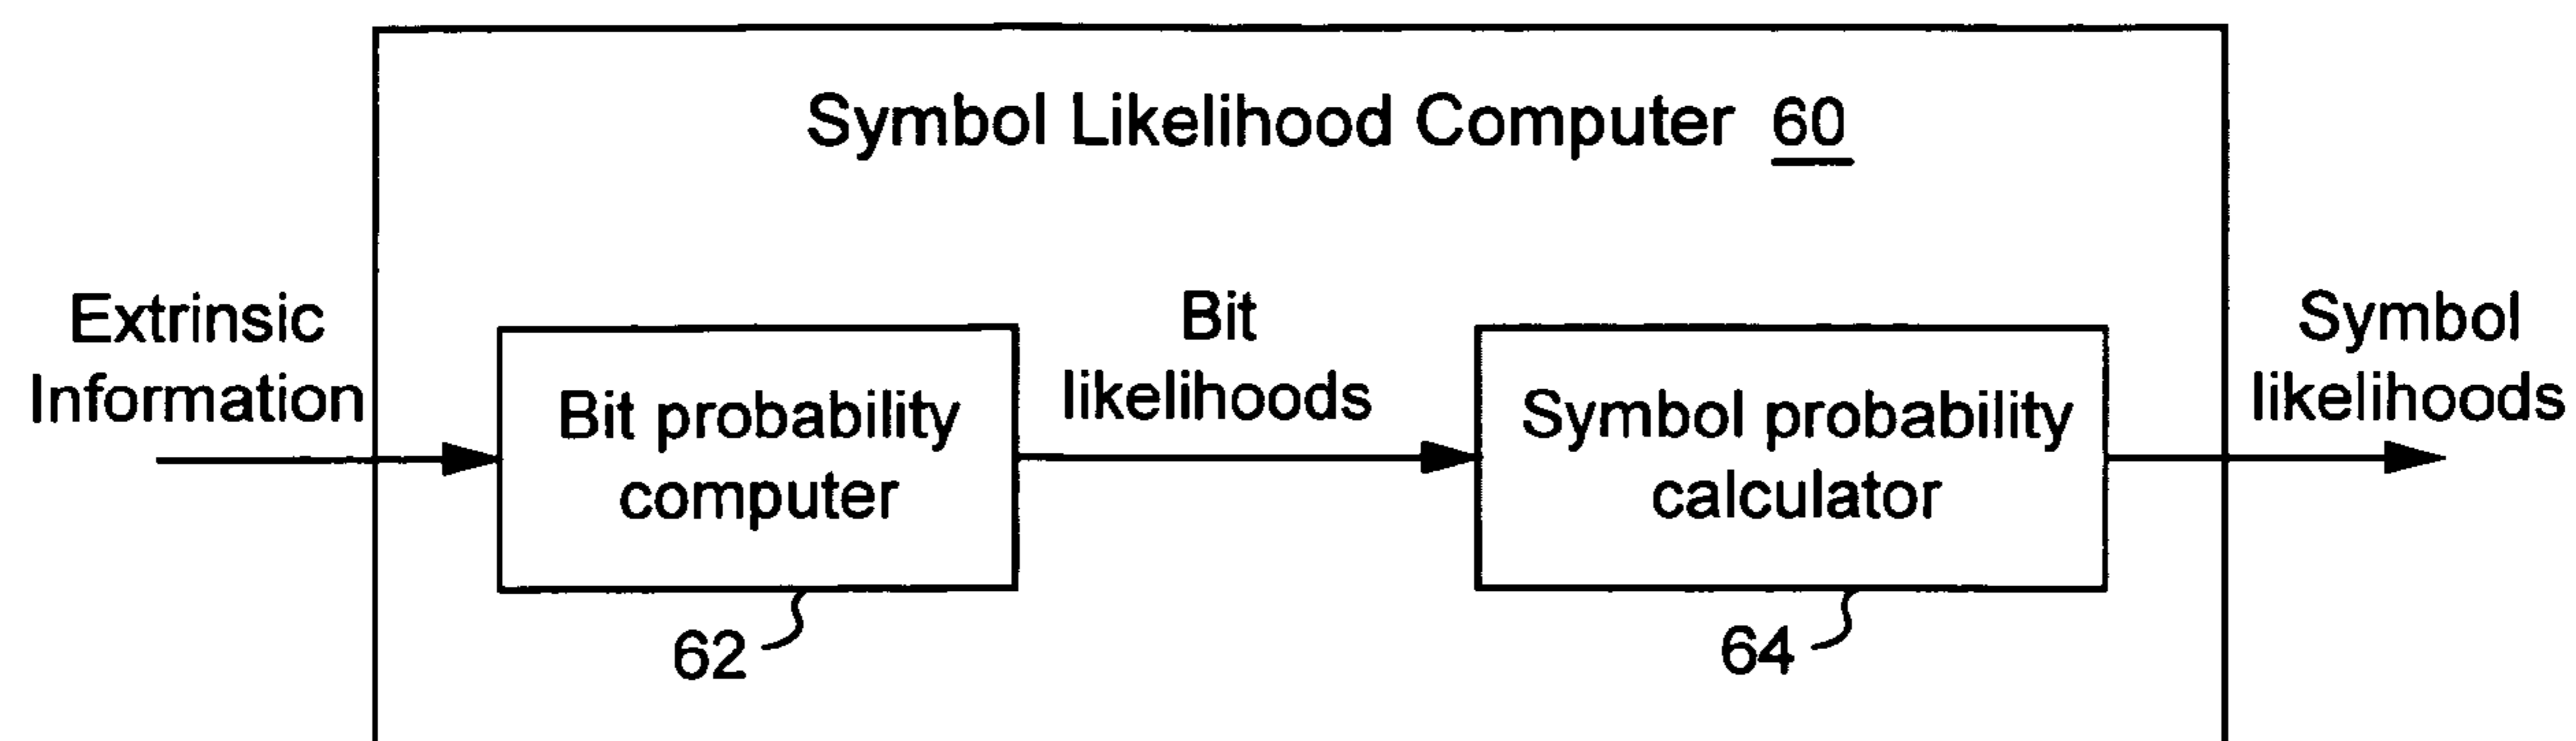 Symbol Likelihood Computer 60
Extrinsic
Information
Bit probability
computer
62
Bit
likelihoods
Symbol probability
calculator
64
Symbol
likelihoods